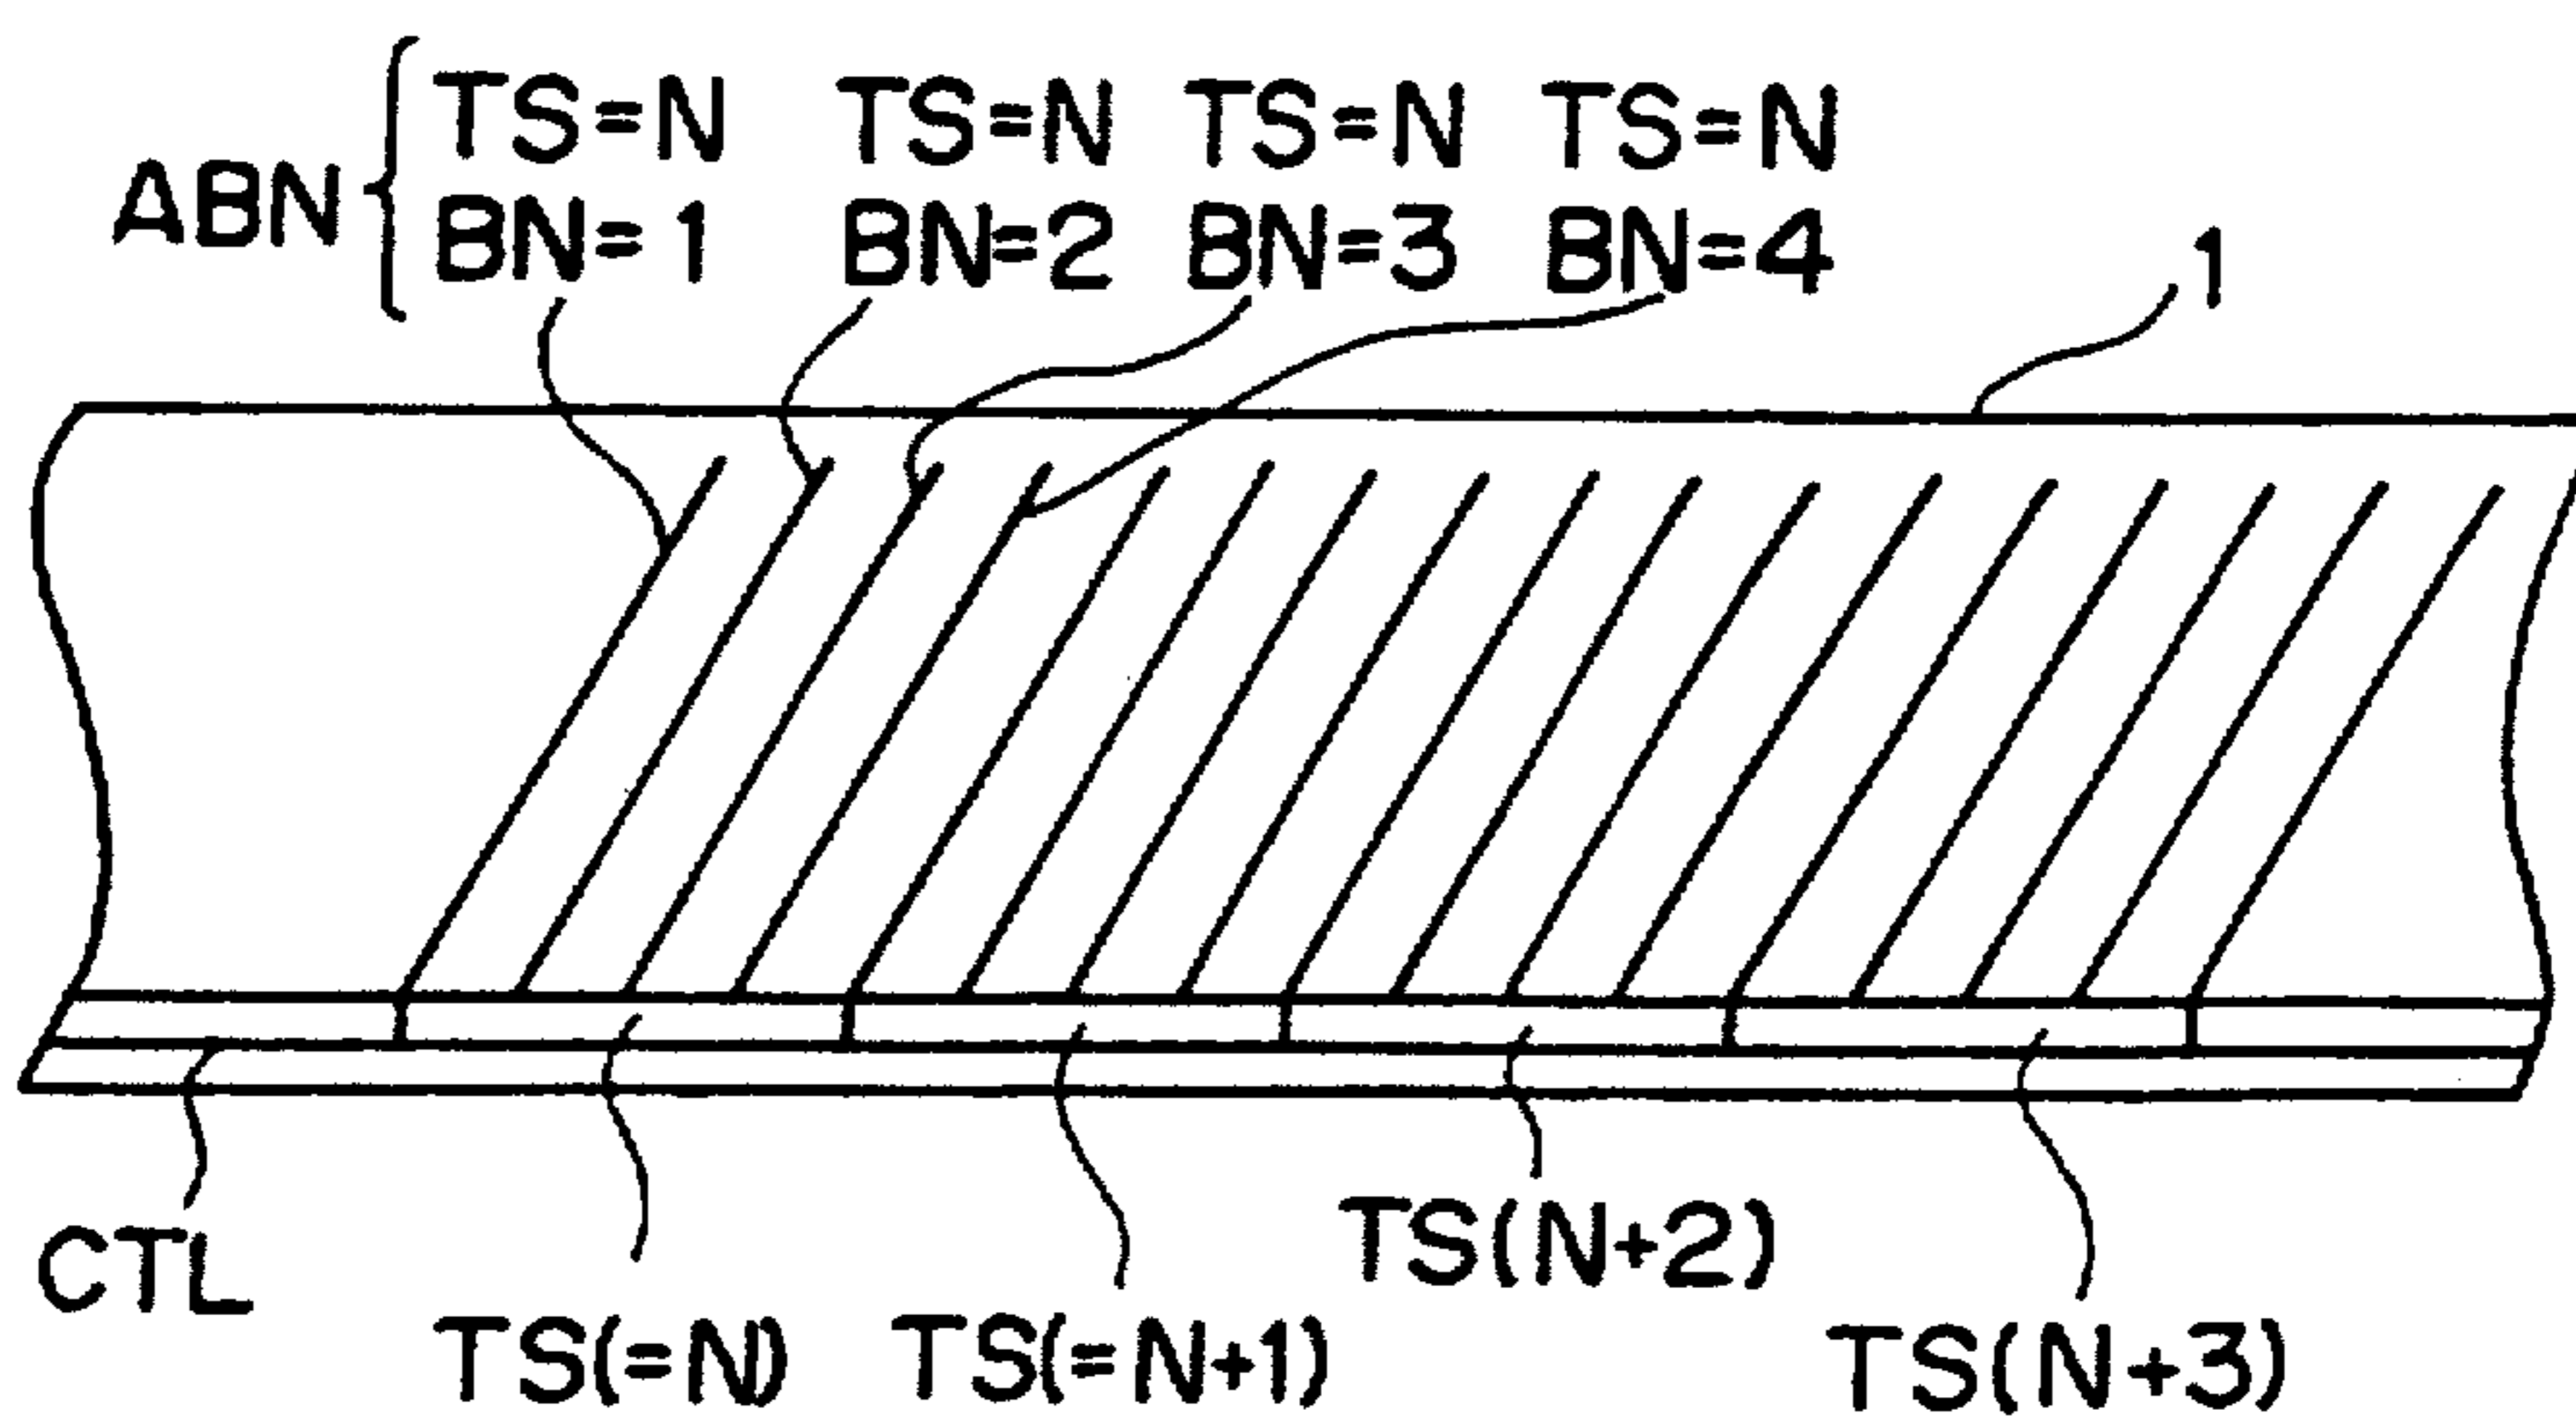 TS=N TS=N TS=N TS=N
ABN
BN=1 BN=2 BN=3 BN=4
1
CTL
TS(=N)
TS(=N+1)
TS(N+2)
TS(N+3)